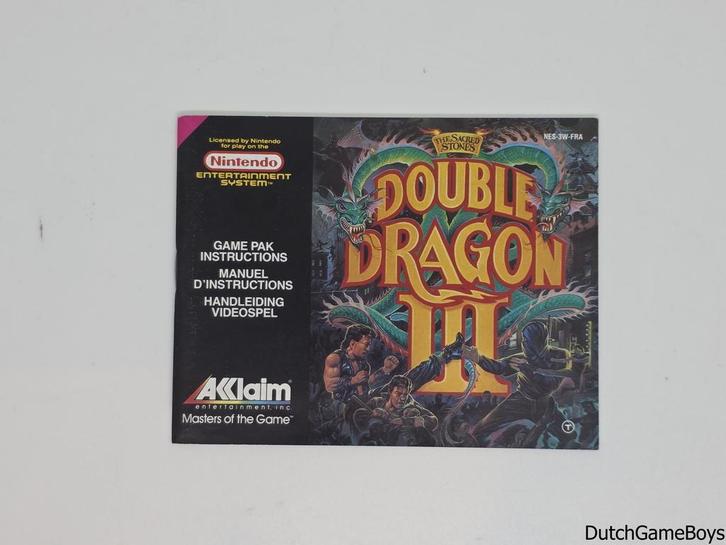 Licensed by Nintendo
for play on the
Nintendo
ENTERTAINMENT
SYSTEM™
GAME PAK
INSTRUCTIONS
MANUEL
D'INSTRUCTIONS
HANDLEIDING
VIDEOSPEL
AKKlaim
entertainment, inc.
Masters of the Game™
NES-3W-FRA
THE SACRED
STONES
DOUBLE
DRAGON
III
T
DutchGameBoys